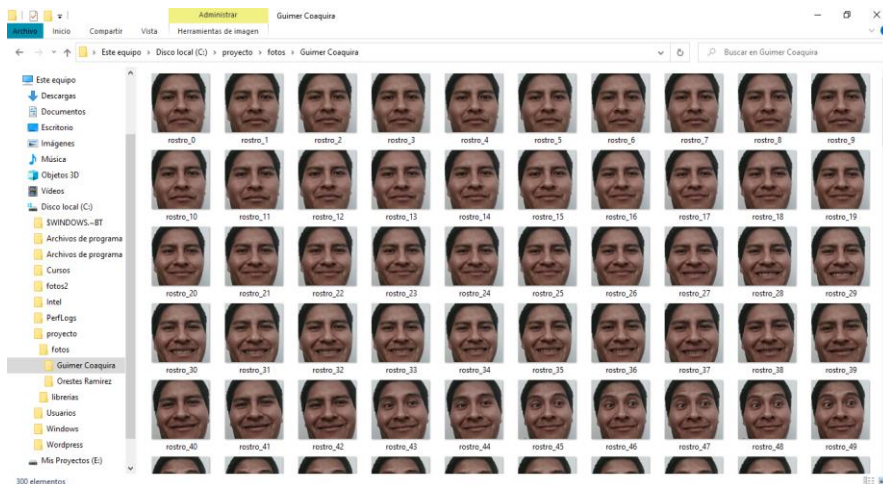 Administrar
Guimer Coaquira
Archivo Inicio Compartir Vista Herramientas de imagen
Este equipo > Disco local (C:) > proyecto > fotos > Guimer Coaquira
Buscar en Guimer Coaquira
Este equipo
Descargas
Documentos
Escritorio
Imágenes
Música
Objetos 3D
Vídeos
Disco local (C:)
$WINDOWS.~BT
Archivos de programa
Archivos de programa
Cursos
fotos2
Intel
PerfLogs
proyecto
fotos
Guimer Coaquira
Orestes Ramirez
librerias
Usuarios
Windows
Wordpress
Mis Proyectos (E:)
rostro_0 rostro_1 rostro_2 rostro_3 rostro_4 rostro_5 rostro_6 rostro_7 rostro_8 rostro_9
rostro_10 rostro_11 rostro_12 rostro_13 rostro_14 rostro_15 rostro_16 rostro_17 rostro_18 rostro_19
rostro_20 rostro_21 rostro_22 rostro_23 rostro_24 rostro_25 rostro_26 rostro_27 rostro_28 rostro_29
rostro_30 rostro_31 rostro_32 rostro_33 rostro_34 rostro_35 rostro_36 rostro_37 rostro_38 rostro_39
rostro_40 rostro_41 rostro_42 rostro_43 rostro_44 rostro_45 rostro_46 rostro_47 rostro_48 rostro_49
300 elementos